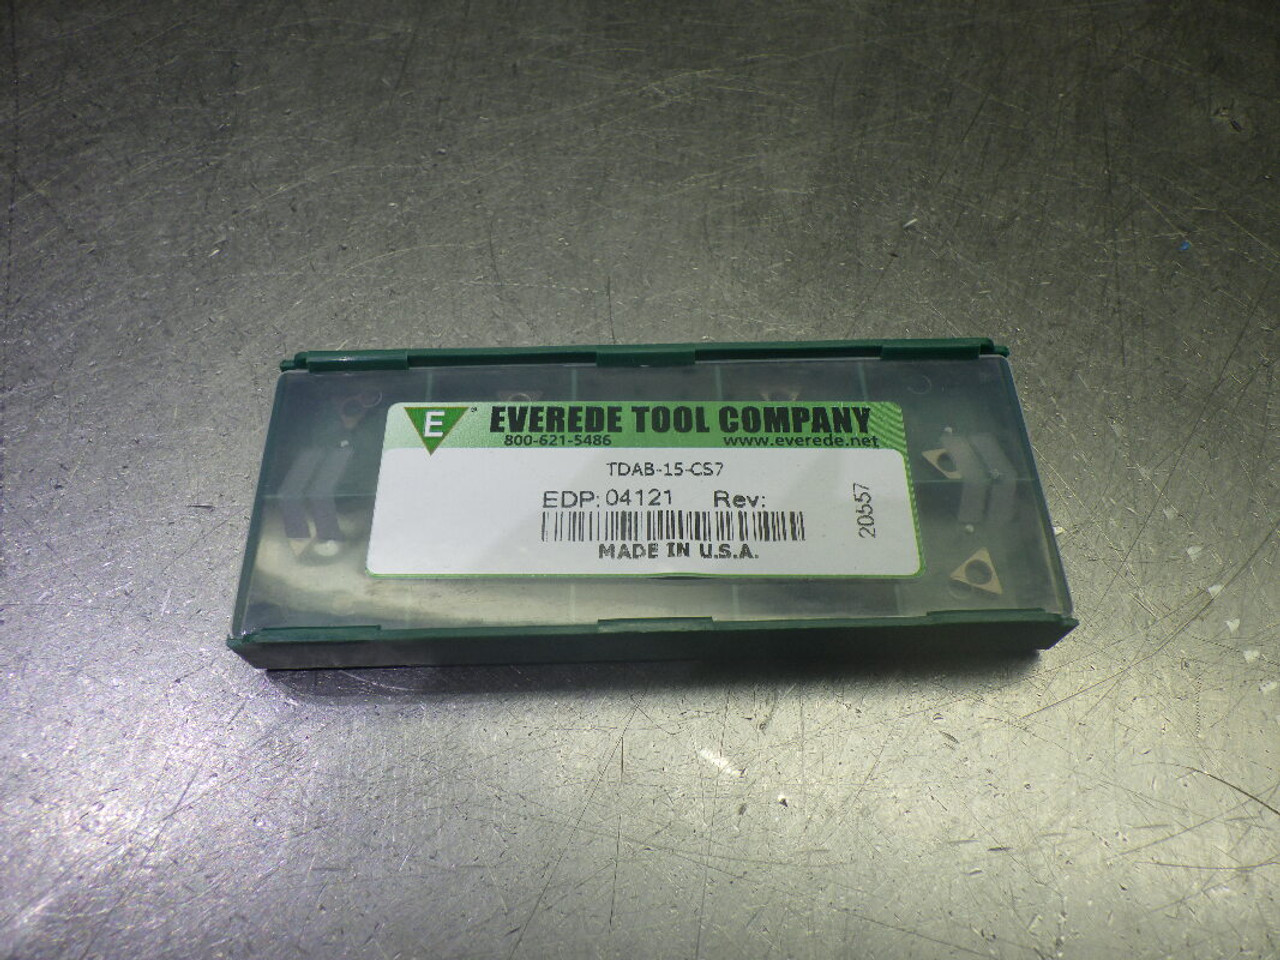 E EVEREDE TOOL COMPANY
800-621-5486 www.everede.net
TDAB-15-CS7
EDP: 04121 Rev:
MADE IN U.S.A.
20557